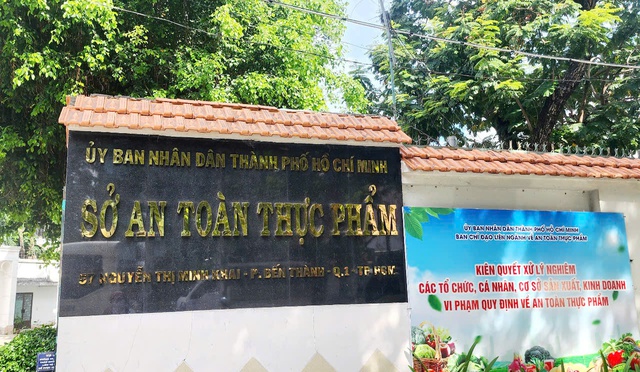 ỦY BAN NHÂN DÂN THÀNH PHỐ HỒ CHÍ MINH
SỞ AN TOÀN THỰC PHẨM
ĐC: NGUYỄN THỊ MINH KHAI - P. BẾN THÀNH - Q.1 - TP HCM
ỦY BAN NHÂN DÂN THÀNH PHỐ HỒ CHÍ MINH
BAN CHỈ ĐẠO LIÊN NGÀNH VỀ AN TOÀN THỰC PHẨM
KIÊN QUYẾT XỬ LÝ NGHIÊM
CÁC TỔ CHỨC, CÁ NHÂN, CƠ SỞ SẢN XUẤT, KINH DOANH
VI PHẠM QUY ĐỊNH VỀ AN TOÀN THỰC PHẨM